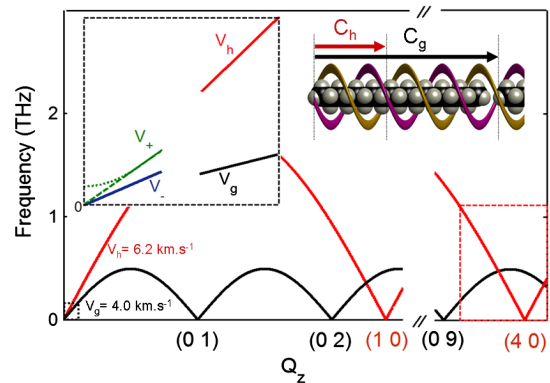 //
C_h
C_g
V_h
V_+
V_-
V_g
0
2
1
0
Frequency (THz)
V_h= 6.2 km.s⁻¹
V_g= 4.0 km.s⁻¹
(0 1) (0 2) (1 0) // (0 9) (4 0)
Q_z